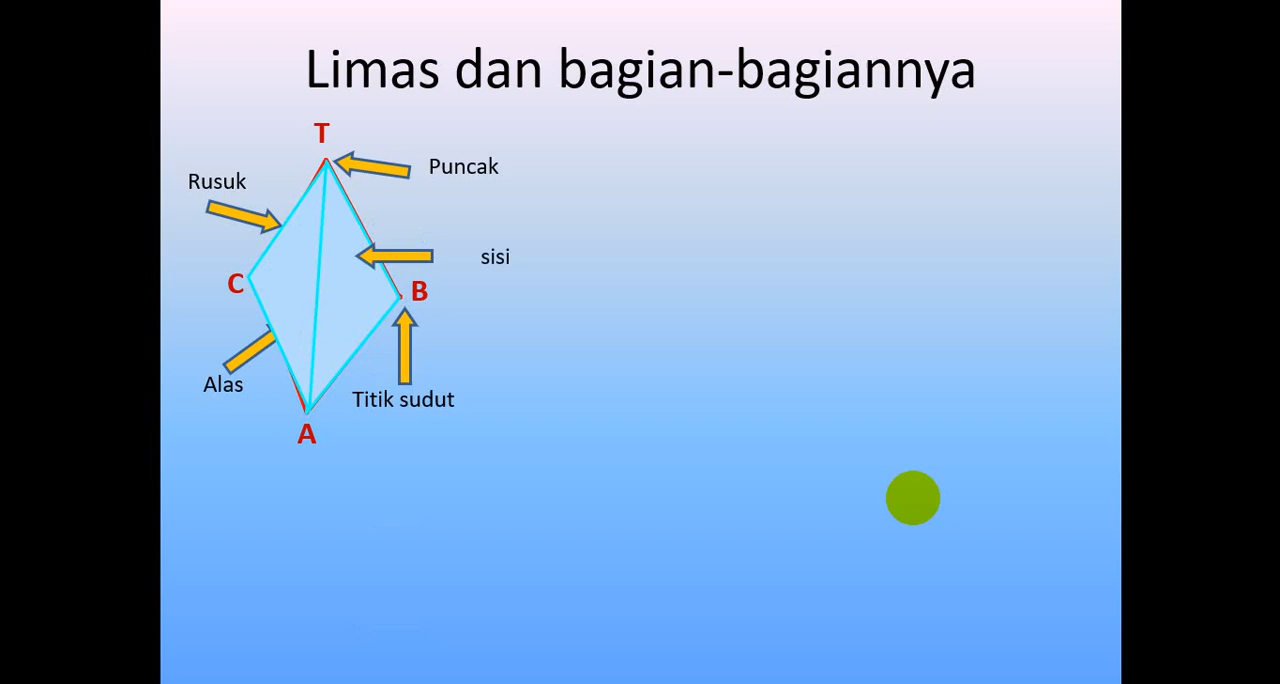 Limas dan bagian-bagiannya
T
Puncak
Rusuk
sisi
C
B
Alas
Titik sudut
A